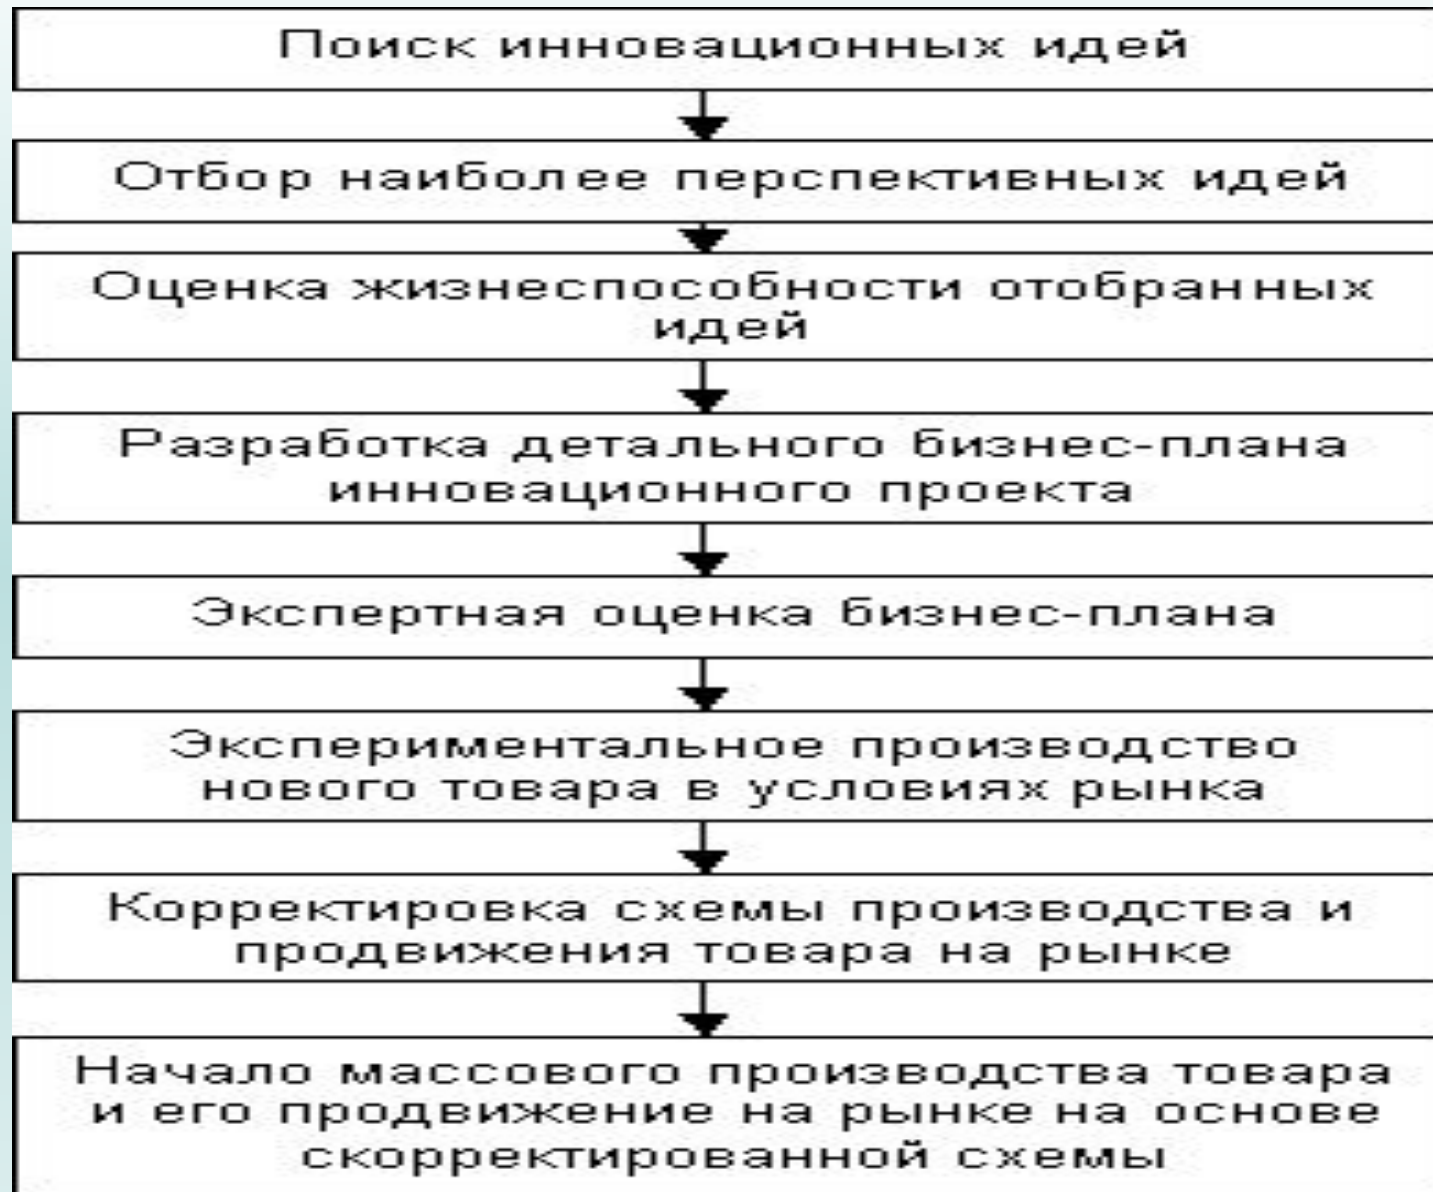 Поиск инновационных идей
Отбор наиболее перспективных идей
Оценка жизнеспособности отобранных
идей
Разработка детального бизнес-плана
инновационного проекта
Экспертная оценка бизнес-плана
Экспериментальное производство
нового товара в условиях рынка
Корректировка схемы производства и
продвижения товара на рынке
Начало массового производства товара
и его продвижение на рынке на основе
скорректированной схемы